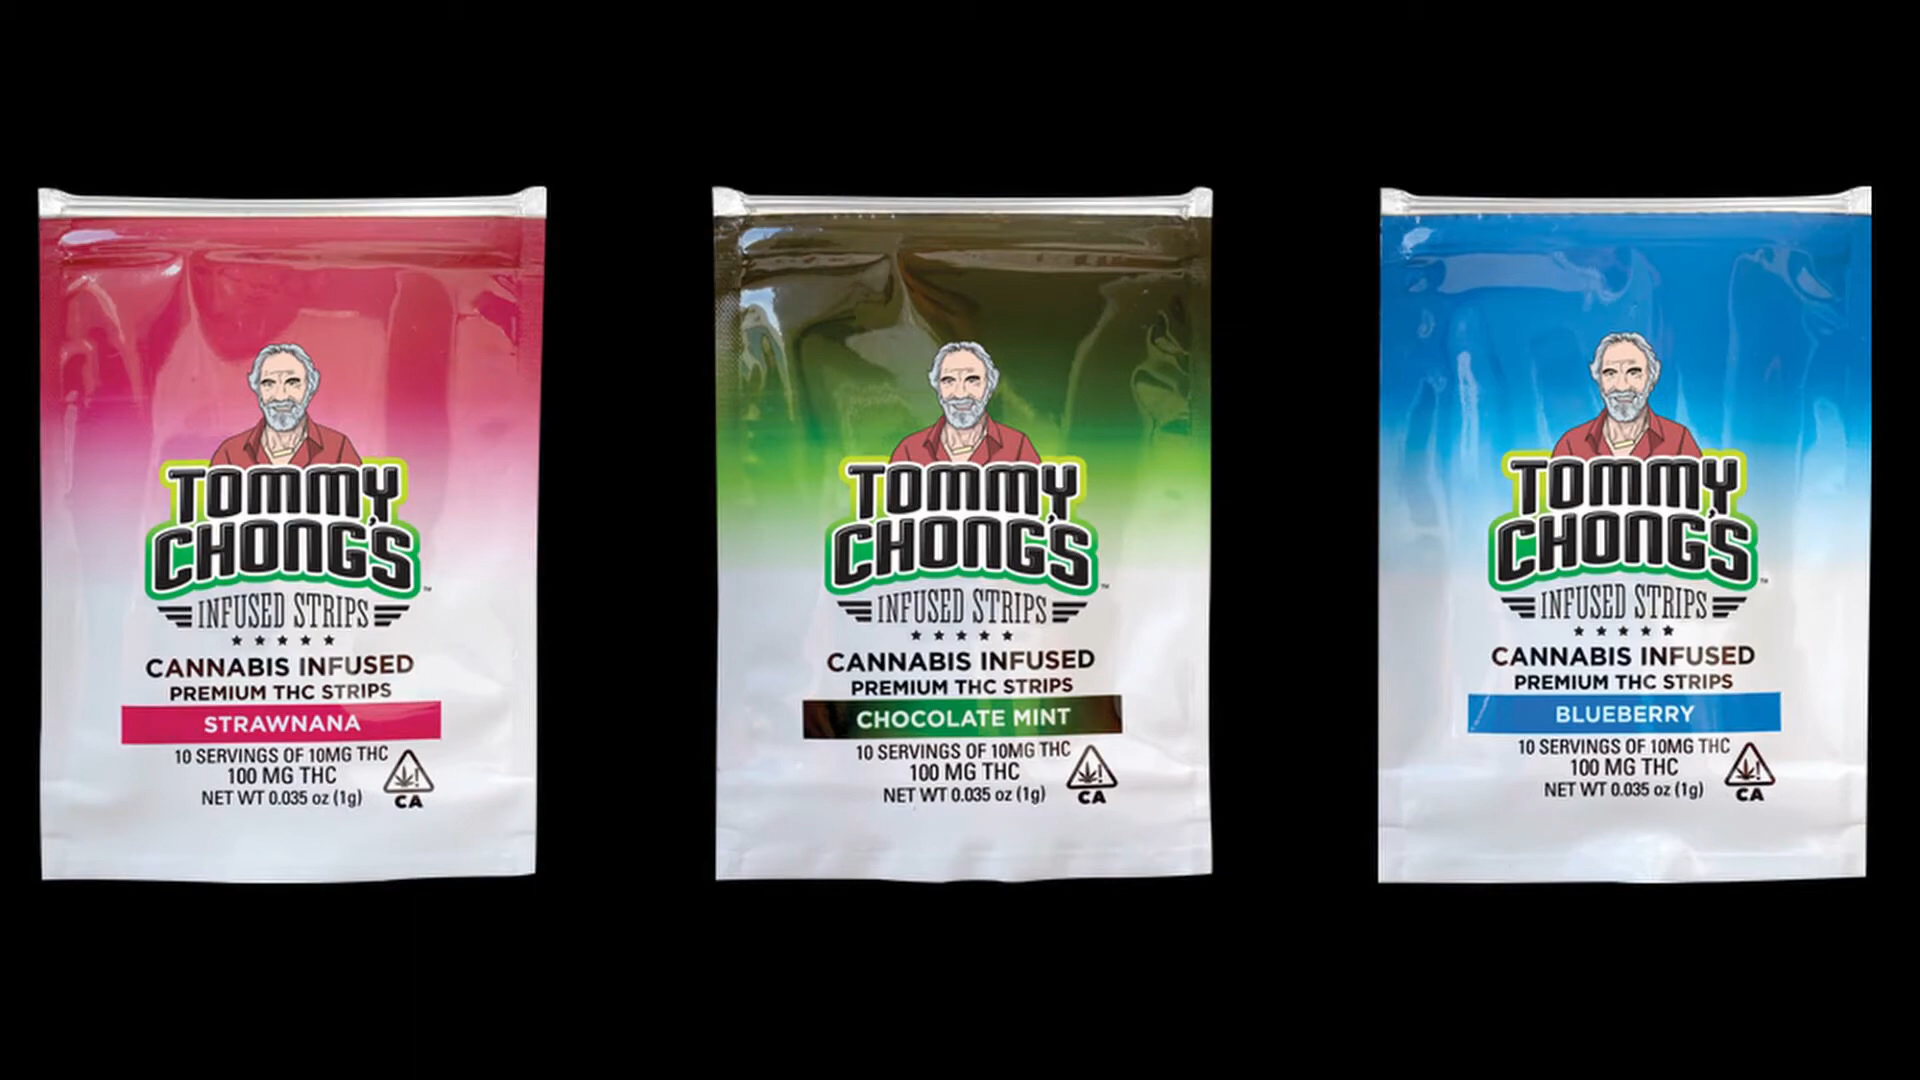 TOMMY
CHONG'S™
INFUSED STRIPS
CANNABIS INFUSED
PREMIUM THC STRIPS
STRAWNANA
10 SERVINGS OF 10MG THC
100 MG THC
NET WT 0.035 oz (1g)
!
CA
TOMMY
CHONG'S™
INFUSED STRIPS
CANNABIS INFUSED
PREMIUM THC STRIPS
CHOCOLATE MINT
10 SERVINGS OF 10MG THC
100 MG THC
NET WT 0.035 oz (1g)
!
CA
TOMMY
CHONG'S™
INFUSED STRIPS
CANNABIS INFUSED
PREMIUM THC STRIPS
BLUEBERRY
10 SERVINGS OF 10MG THC
100 MG THC
NET WT 0.035 oz (1g)
!
CA